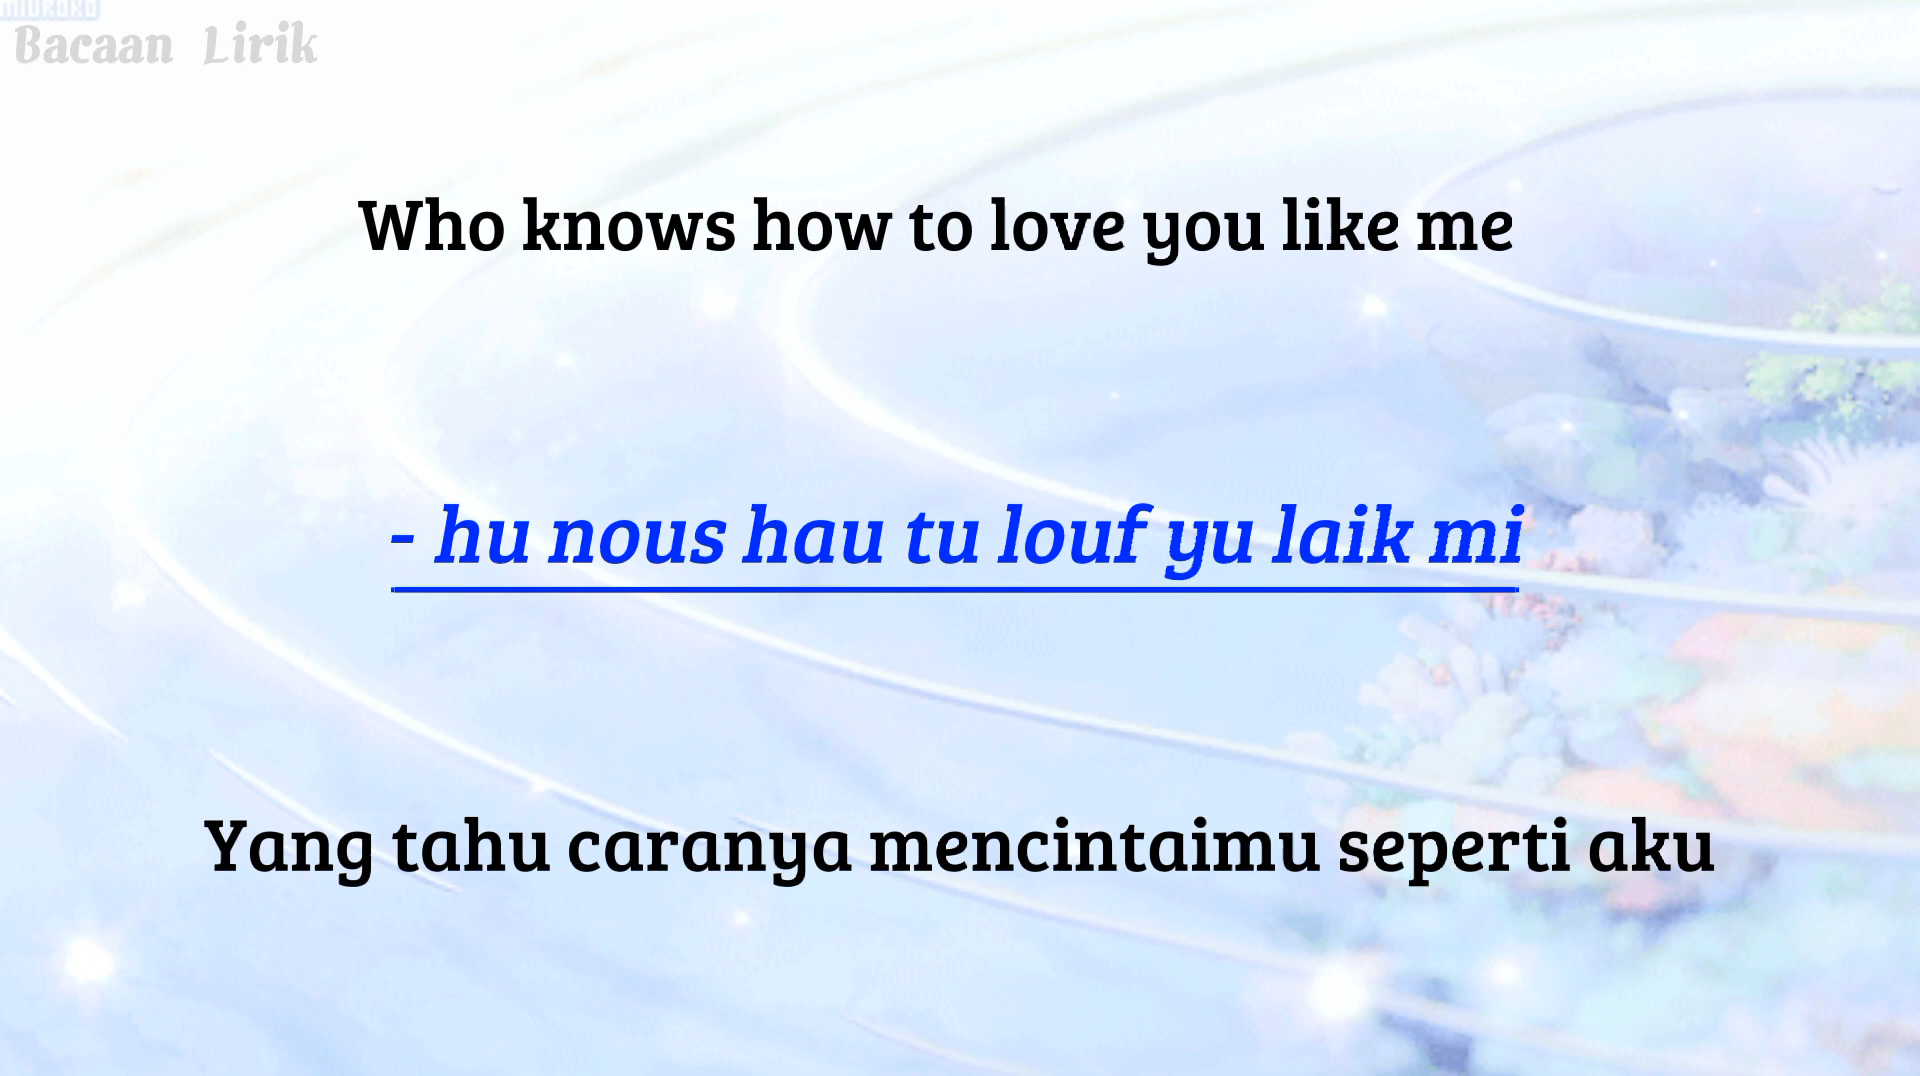 MIUROKO
Bacaan Lirik
Who knows how to love you like me
- hu nous hau tu louf yu laik mi
Yang tahu caranya mencintaimu seperti aku